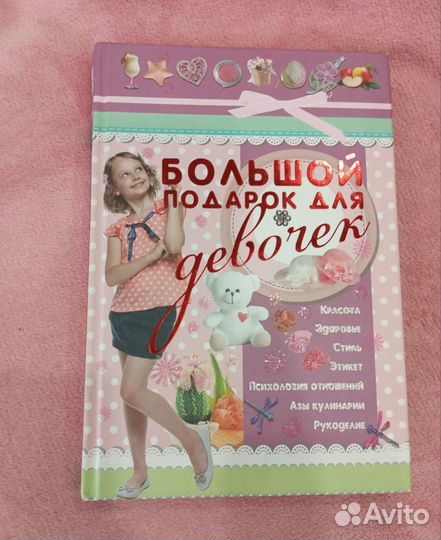 БОЛЬШОЙ
ПОДАРОК ДЛЯ
девочек
Красота
Здоровье
Стиль
Этикет
Психология отношений
Азы кулинарии
Рукоделие
Avito